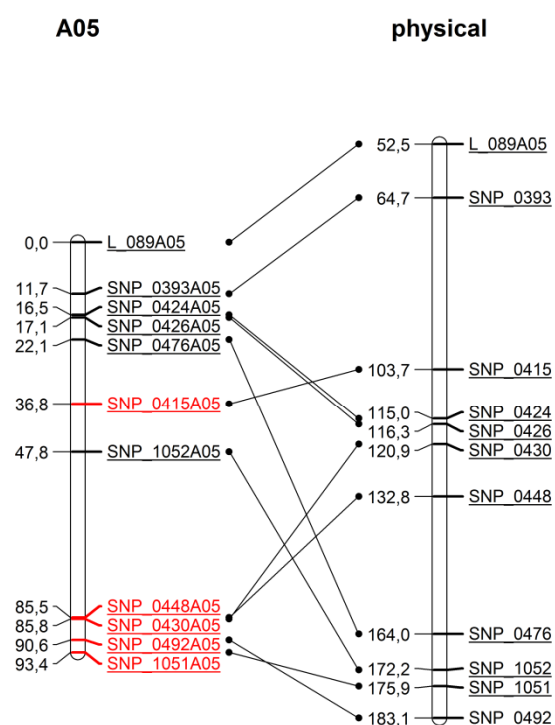 A05
physical
0,0 L_089A05
11,7 SNP_0393A05
16,5 SNP_0424A05
17,1 SNP_0426A05
22,1 SNP_0476A05
36,8 SNP_0415A05
47,8 SNP_1052A05
85,5 SNP_0448A05
85,8 SNP_0430A05
90,6 SNP_0492A05
93,4 SNP_1051A05
52,5 L_089A05
64,7 SNP_0393
103,7 SNP_0415
115,0 SNP_0424
116,3 SNP_0426
120,9 SNP_0430
132,8 SNP_0448
164,0 SNP_0476
172,2 SNP_1052
175,9 SNP_1051
183,1 SNP_0492